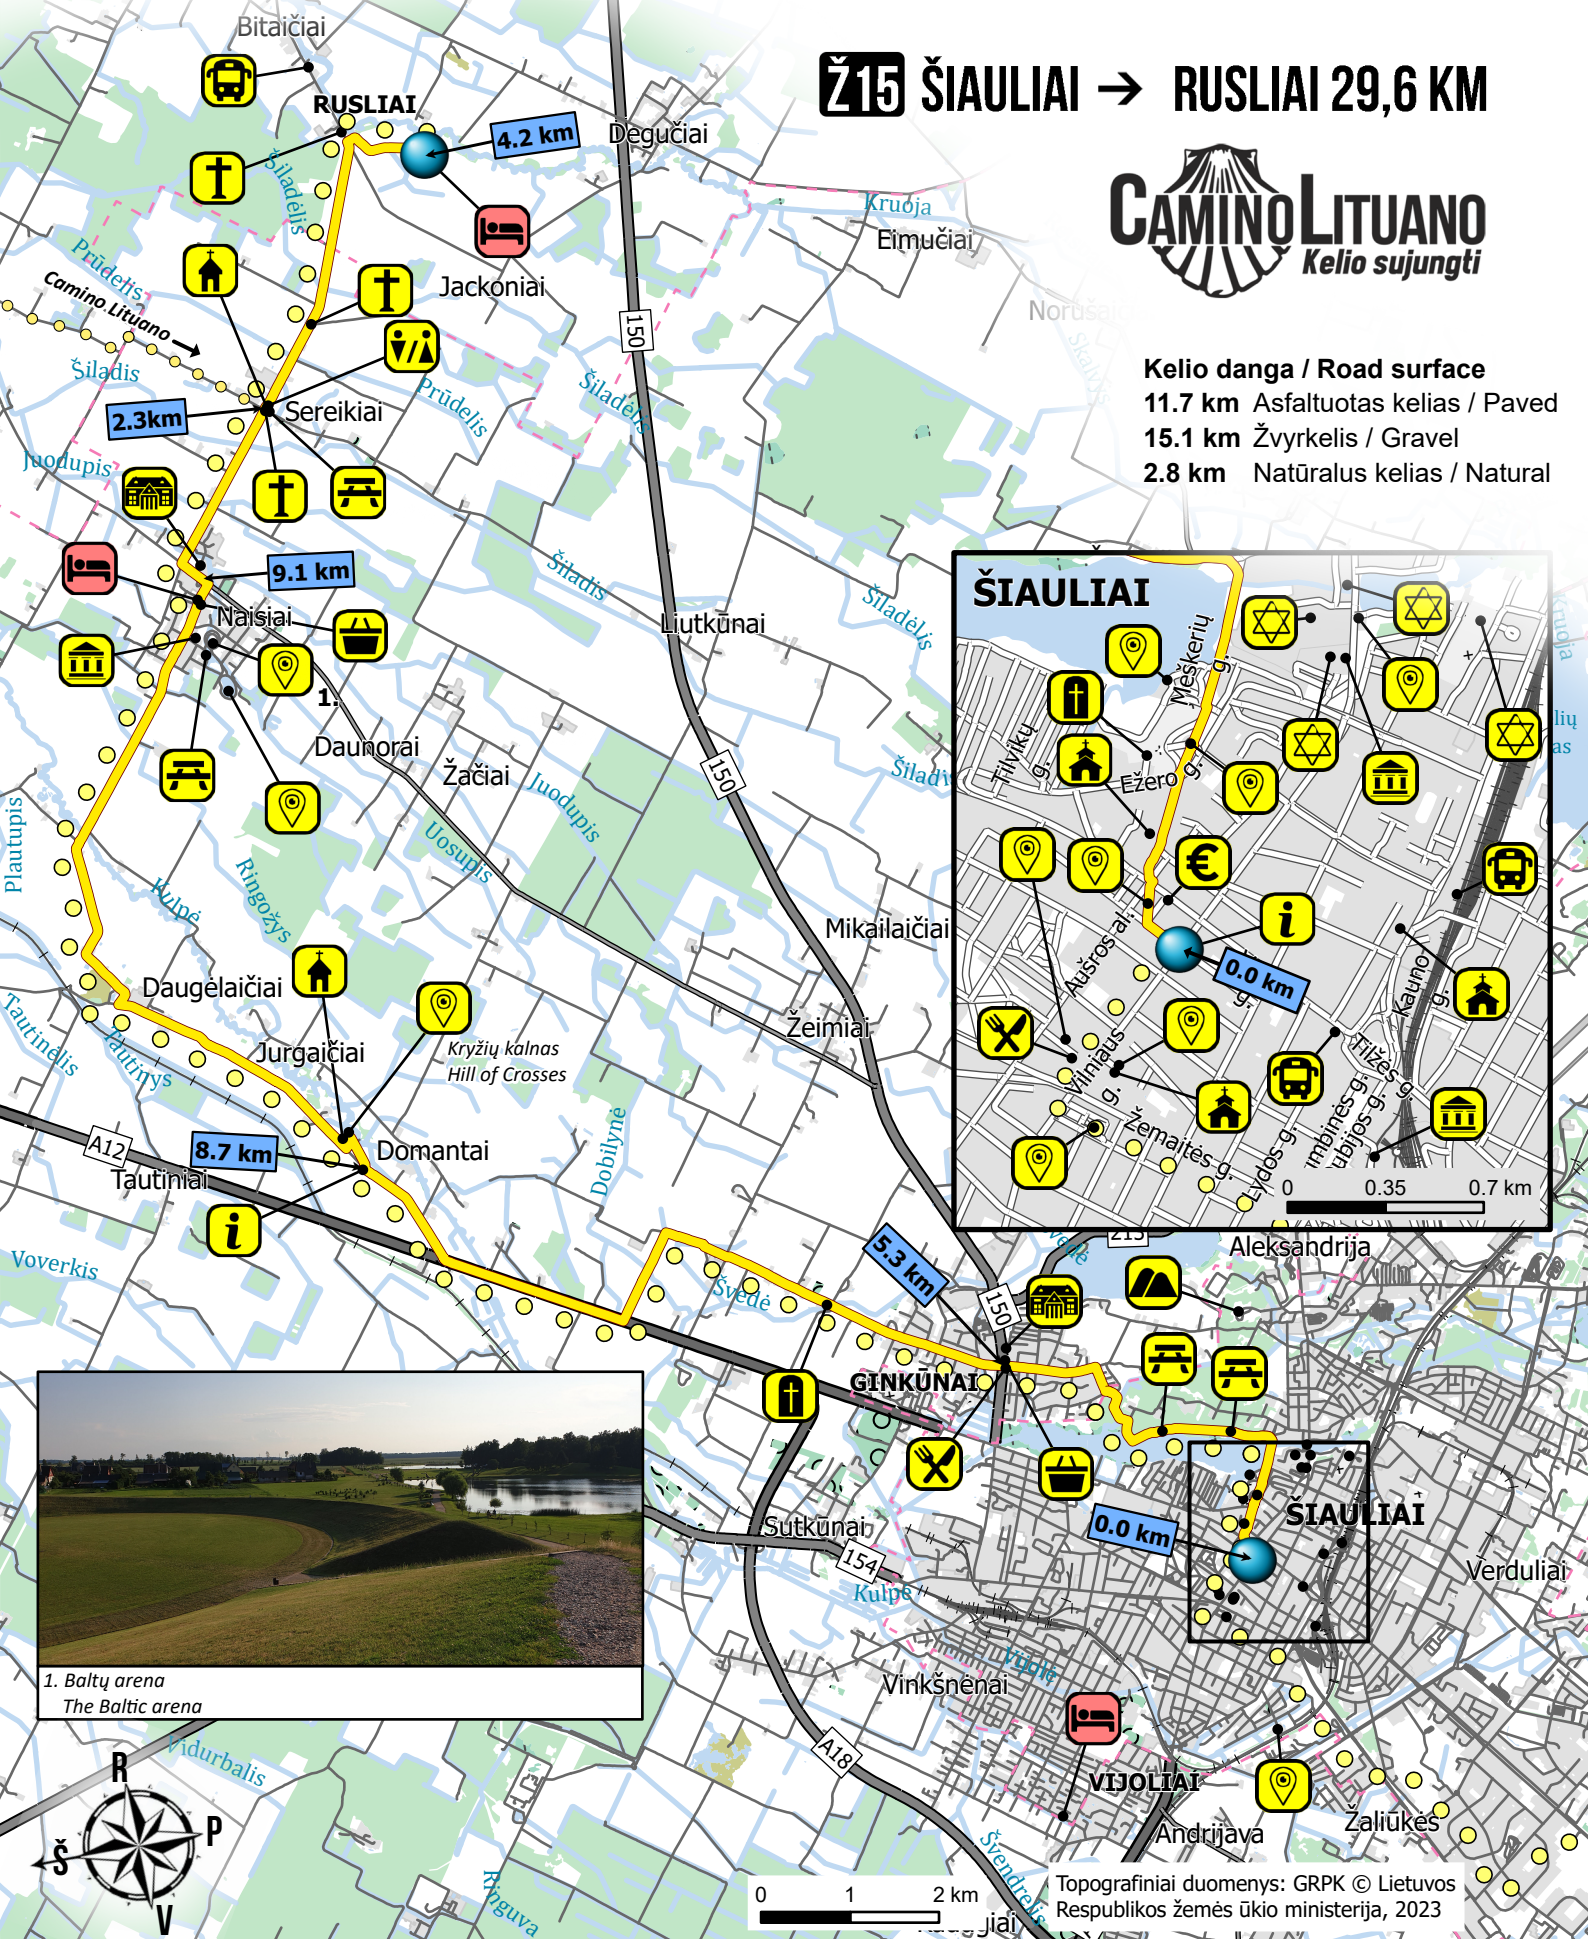 Ž15 ŠIAULIAI → RUSLIAI 29,6 KM
CAMINO LITUANO
Kelio sujungti
Kelio danga / Road surface
11.7 km Asfaltuotas kelias / Paved
15.1 km Žvyrkelis / Gravel
2.8 km Natūralus kelias / Natural
Bitaičiai
RUSLIAI
4.2 km
Degučiai
Šiladėlis
Kruoja
Eimučiai
Prūdelis
Camino Lituano
Jackoniai
150
Šiladis
Prūdelis
Šiladėlis
2.3km
Sereikiai
Juodupis
9.1 km
Šiladis
Naisiai
Liutkūnai
Šiladėlis
1.
Daunorai
Žačiai
Juodupis
150
Plautupis
Uosupis
Kulpė
Ringožys
Mikailaičiai
Daugėlaičiai
Žeimiai
Tautinėlis
Tautinys
Jurgaičiai
Kryžių kalnas
Hill of Crosses
Dobilynė
A12
8.7 km
Domantai
Tautiniai
Voverkis
Švedė
5.3 km
150
GINKŪNAI
ŠIAULIAI
Meškerių
g.
Tilvikų
g.
Ežero g.
Aušros al.
0.0 km
g.
Kauno
g.
Vilniaus
g.
Tilžės g.
Žemaitės g.
Lydos g.
0 0.35 0.7 km
Kruoja
Aleksandrija
0.0 km
ŠIAULIAI
Sutkūnai
154
Kulpė
Verduliai
Vijolė
Vinkšnėnai
A18
VIJOLIAI
Andrijava
Žaliūkės
Švendrelis
1. Baltų arena
The Baltic arena
Vidurbalis
Ringuva
R
P
Š
V
0 1 2 km
Topografiniai duomenys: GRPK © Lietuvos
Respublikos žemės ūkio ministerija, 2023